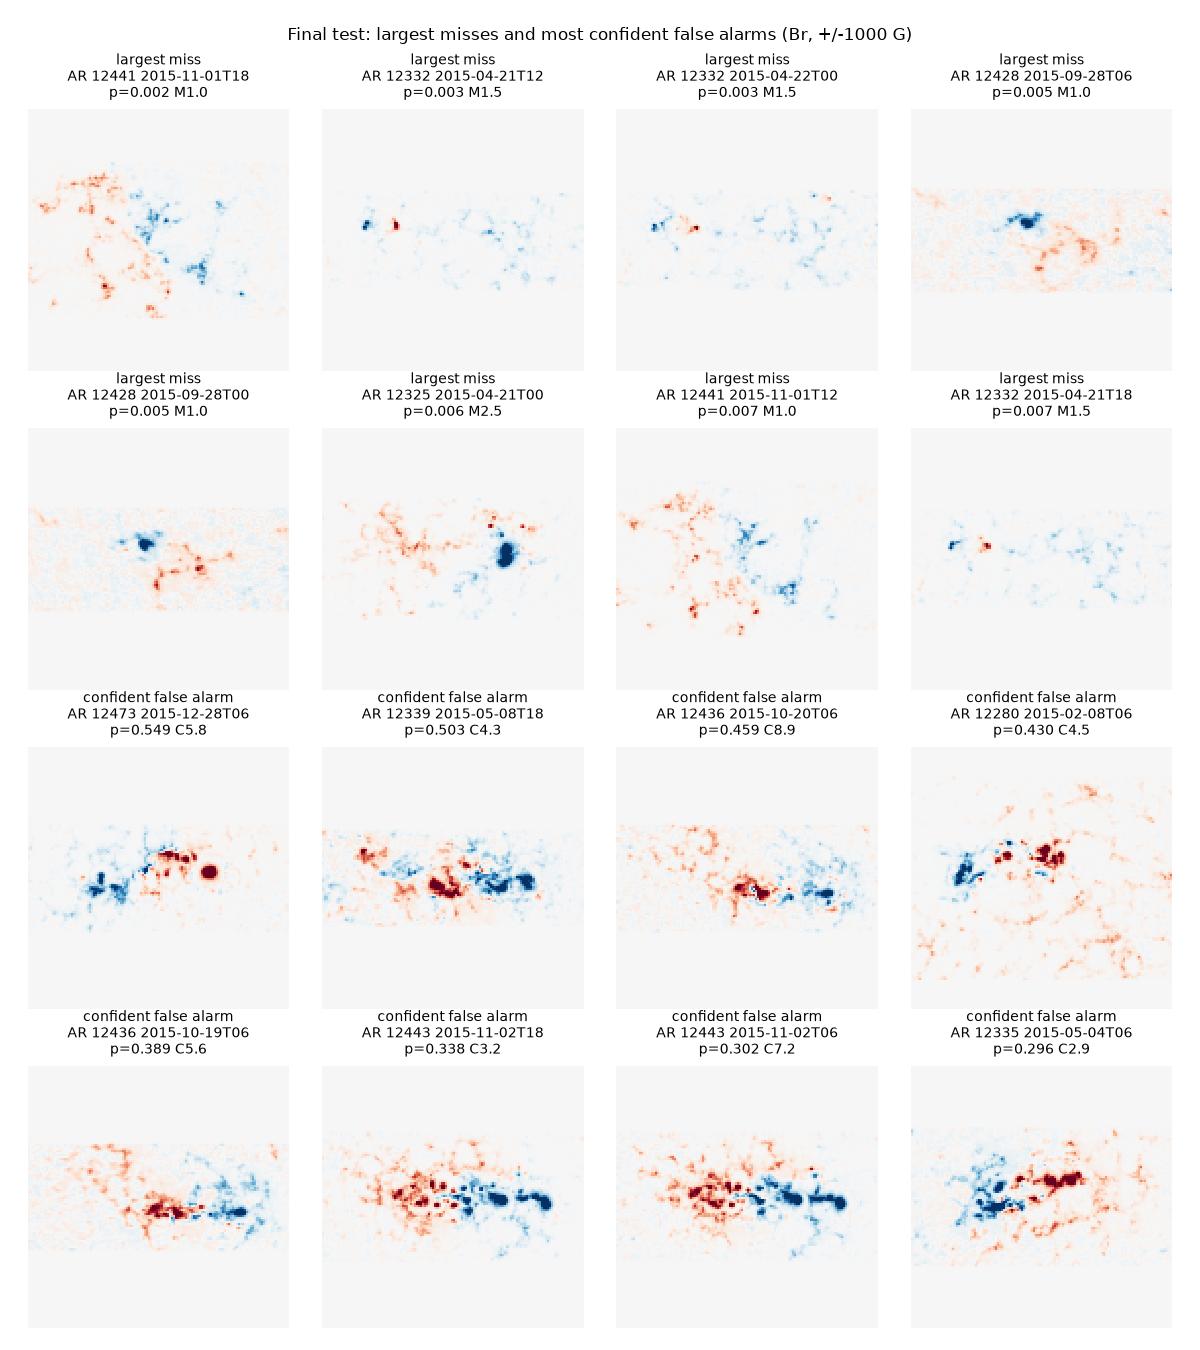 Final test: largest misses and most confident false alarms (Br, +/-1000 G)
largest miss
AR 12441 2015-11-01T18
p=0.002 M1.0
largest miss
AR 12332 2015-04-21T12
p=0.003 M1.5
largest miss
AR 12332 2015-04-22T00
p=0.003 M1.5
largest miss
AR 12428 2015-09-28T06
p=0.005 M1.0
largest miss
AR 12428 2015-09-28T00
p=0.005 M1.0
largest miss
AR 12325 2015-04-21T00
p=0.006 M2.5
largest miss
AR 12441 2015-11-01T12
p=0.007 M1.0
largest miss
AR 12332 2015-04-21T18
p=0.007 M1.5
confident false alarm
AR 12473 2015-12-28T06
p=0.549 C5.8
confident false alarm
AR 12339 2015-05-08T18
p=0.503 C4.3
confident false alarm
AR 12436 2015-10-20T06
p=0.459 C8.9
confident false alarm
AR 12280 2015-02-08T06
p=0.430 C4.5
confident false alarm
AR 12436 2015-10-19T06
p=0.389 C5.6
confident false alarm
AR 12443 2015-11-02T18
p=0.338 C3.2
confident false alarm
AR 12443 2015-11-02T06
p=0.302 C7.2
confident false alarm
AR 12335 2015-05-04T06
p=0.296 C2.9